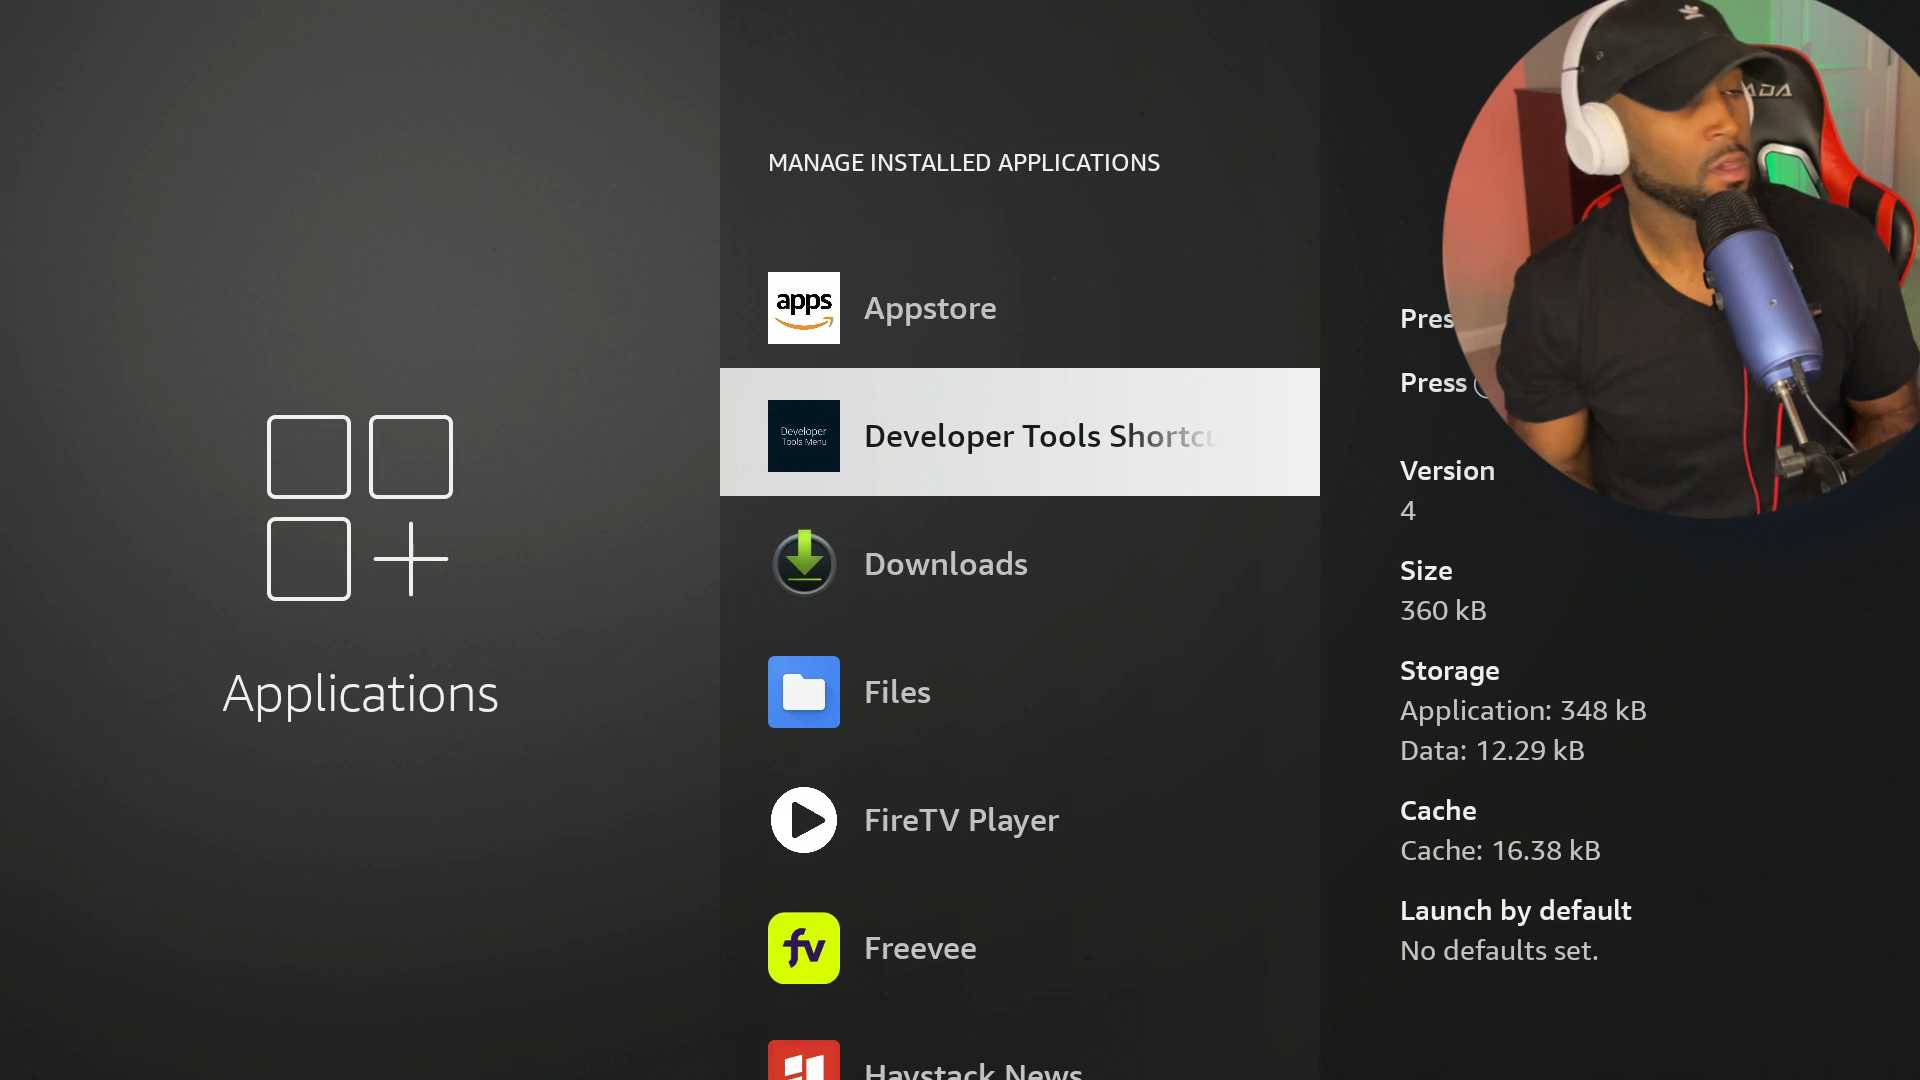 MANAGE INSTALLED APPLICATIONS
apps
Appstore
Developer
Tools Menu
Developer Tools Shortcu
Downloads
Files
FireTV Player
fv
Freevee
Haystack News
Applications
Pres
Press
Version
4
Size
360 kB
Storage
Application: 348 kB
Data: 12.29 kB
Cache
Cache: 16.38 kB
Launch by default
No defaults set.